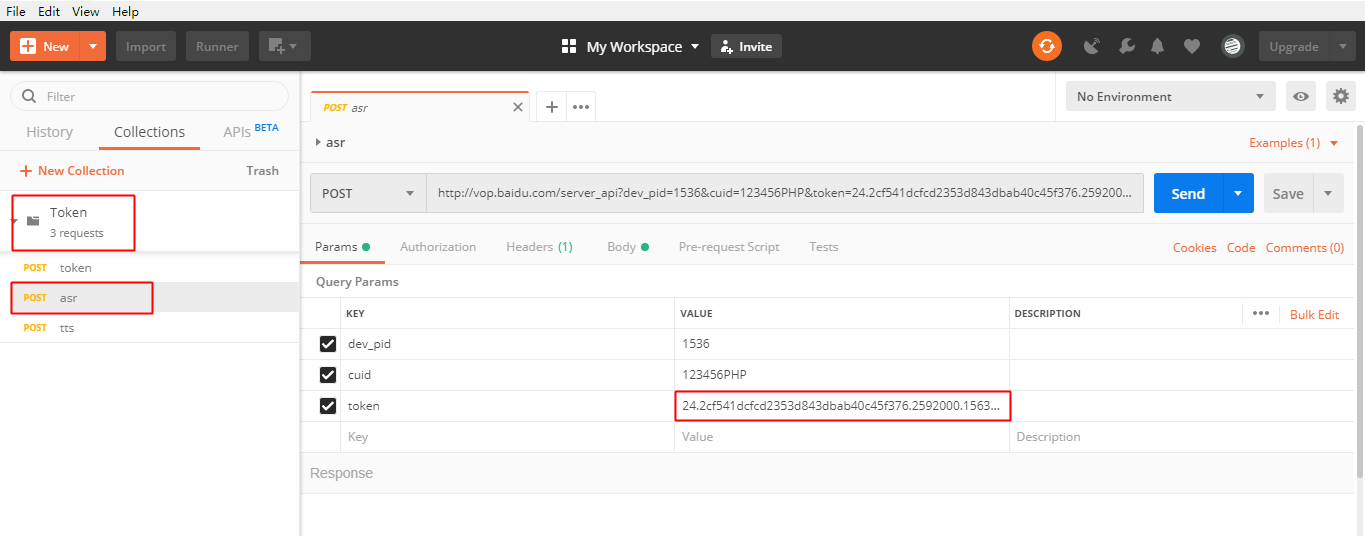 File Edit View Help
New Import Runner My Workspace Invite Upgrade
Filter
History Collections APIs BETA
New Collection Trash
Token
3 requests
POST token
POST asr
POST tts
POST asr
No Environment
asr
Examples (1)
POST http://vop.baidu.com/server_api?dev_pid=1536&cuid=123456PHP&token=24.2cf541dcfcd2353d843dbab40c45f376.259200... Send Save
Params Authorization Headers (1) Body Pre-request Script Tests Cookies Code Comments (0)
Query Params
KEY VALUE DESCRIPTION Bulk Edit
dev_pid 1536
cuid 123456PHP
token 24.2cf541dcfcd2353d843dbab40c45f376.2592000.1563...
Key Value Description
Response